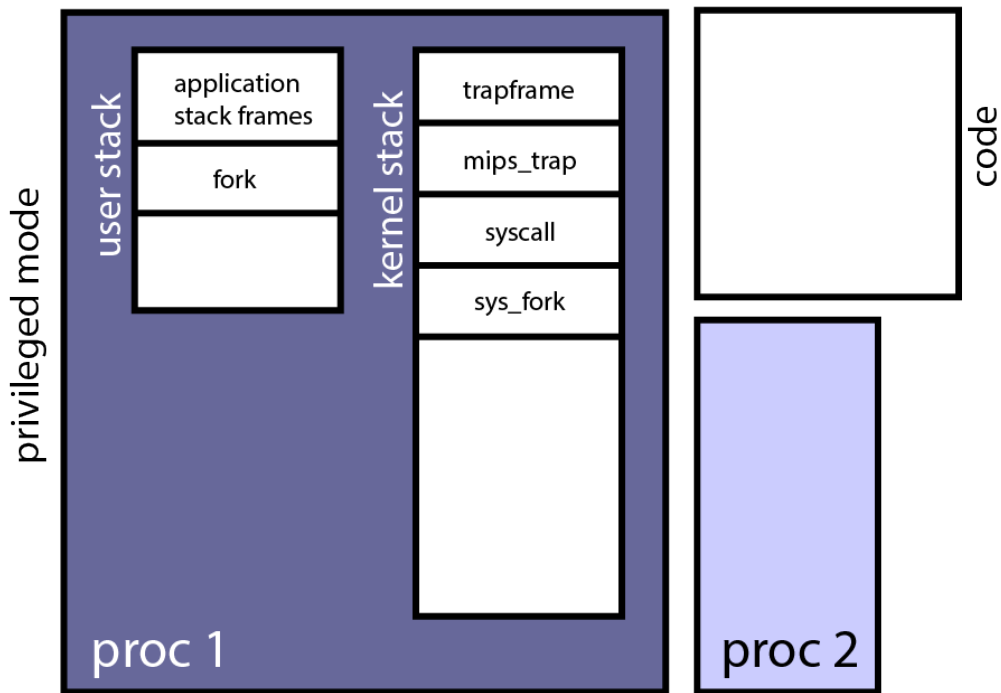 privileged mode
user stack
application
stack frames
fork
kernel stack
trapframe
mips_trap
syscall
sys_fork
proc 1
code
proc 2